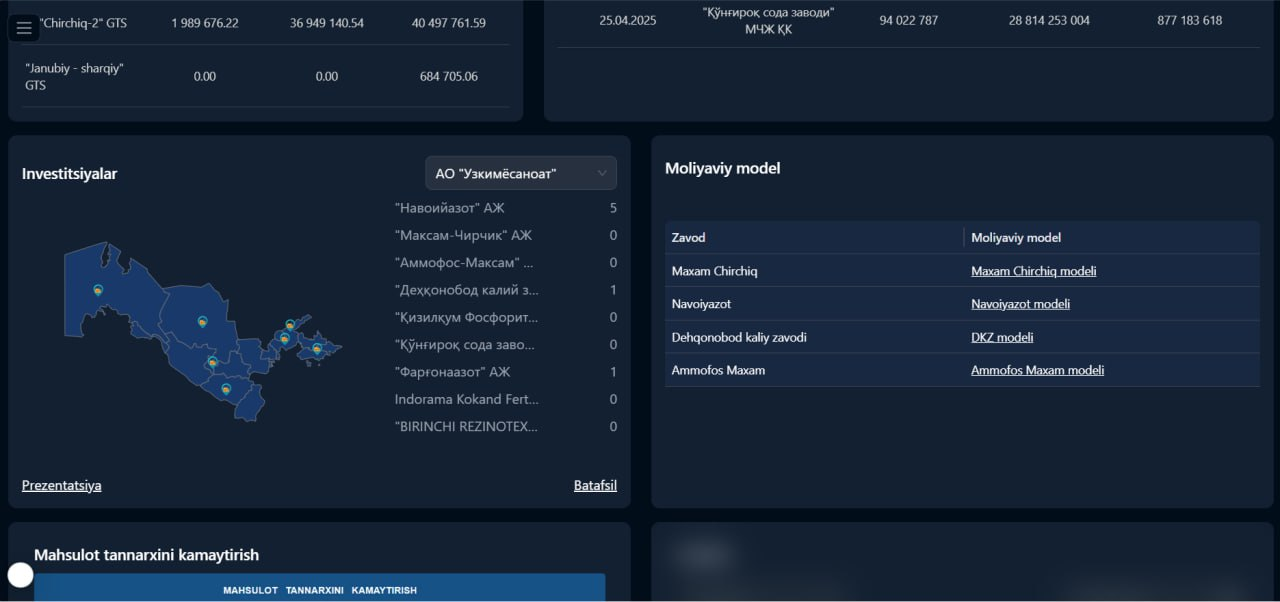 "Chirchiq-2" GTS 1 989 676.22 36 949 140.54 40 497 761.59
"Janubiy - sharqiy"
GTS 0.00 0.00 684 705.06
25.04.2025 "Қўнғироқ сода заводи" МЧЖ ҚК 94 022 787 28 814 253 004 877 183 618
Investitsiyalar
АО "Узкимёсаноат"
"Навоийазот" АЖ 5
"Максам-Чирчик" АЖ 0
"Аммофос-Максам" ... 0
"Деҳқонобод калий з... 1
"Қизилқум Фосфорит... 0
"Қўнғироқ сода заво... 0
"Фарғонаазот" АЖ 1
Indorama Kokand Fert... 0
"BIRINCHI REZINOTEX... 0
Prezentatsiya Batafsil
Moliyaviy model
Zavod Moliyaviy model
Maxam Chirchiq Maxam Chirchiq modeli
Navoiyazot Navoiyazot modeli
Dehqonobod kaliy zavodi DKZ modeli
Ammofos Maxam Ammofos Maxam modeli
Mahsulot tannarxini kamaytirish
MAHSULOT TANNARXINI KAMAYTIRISH